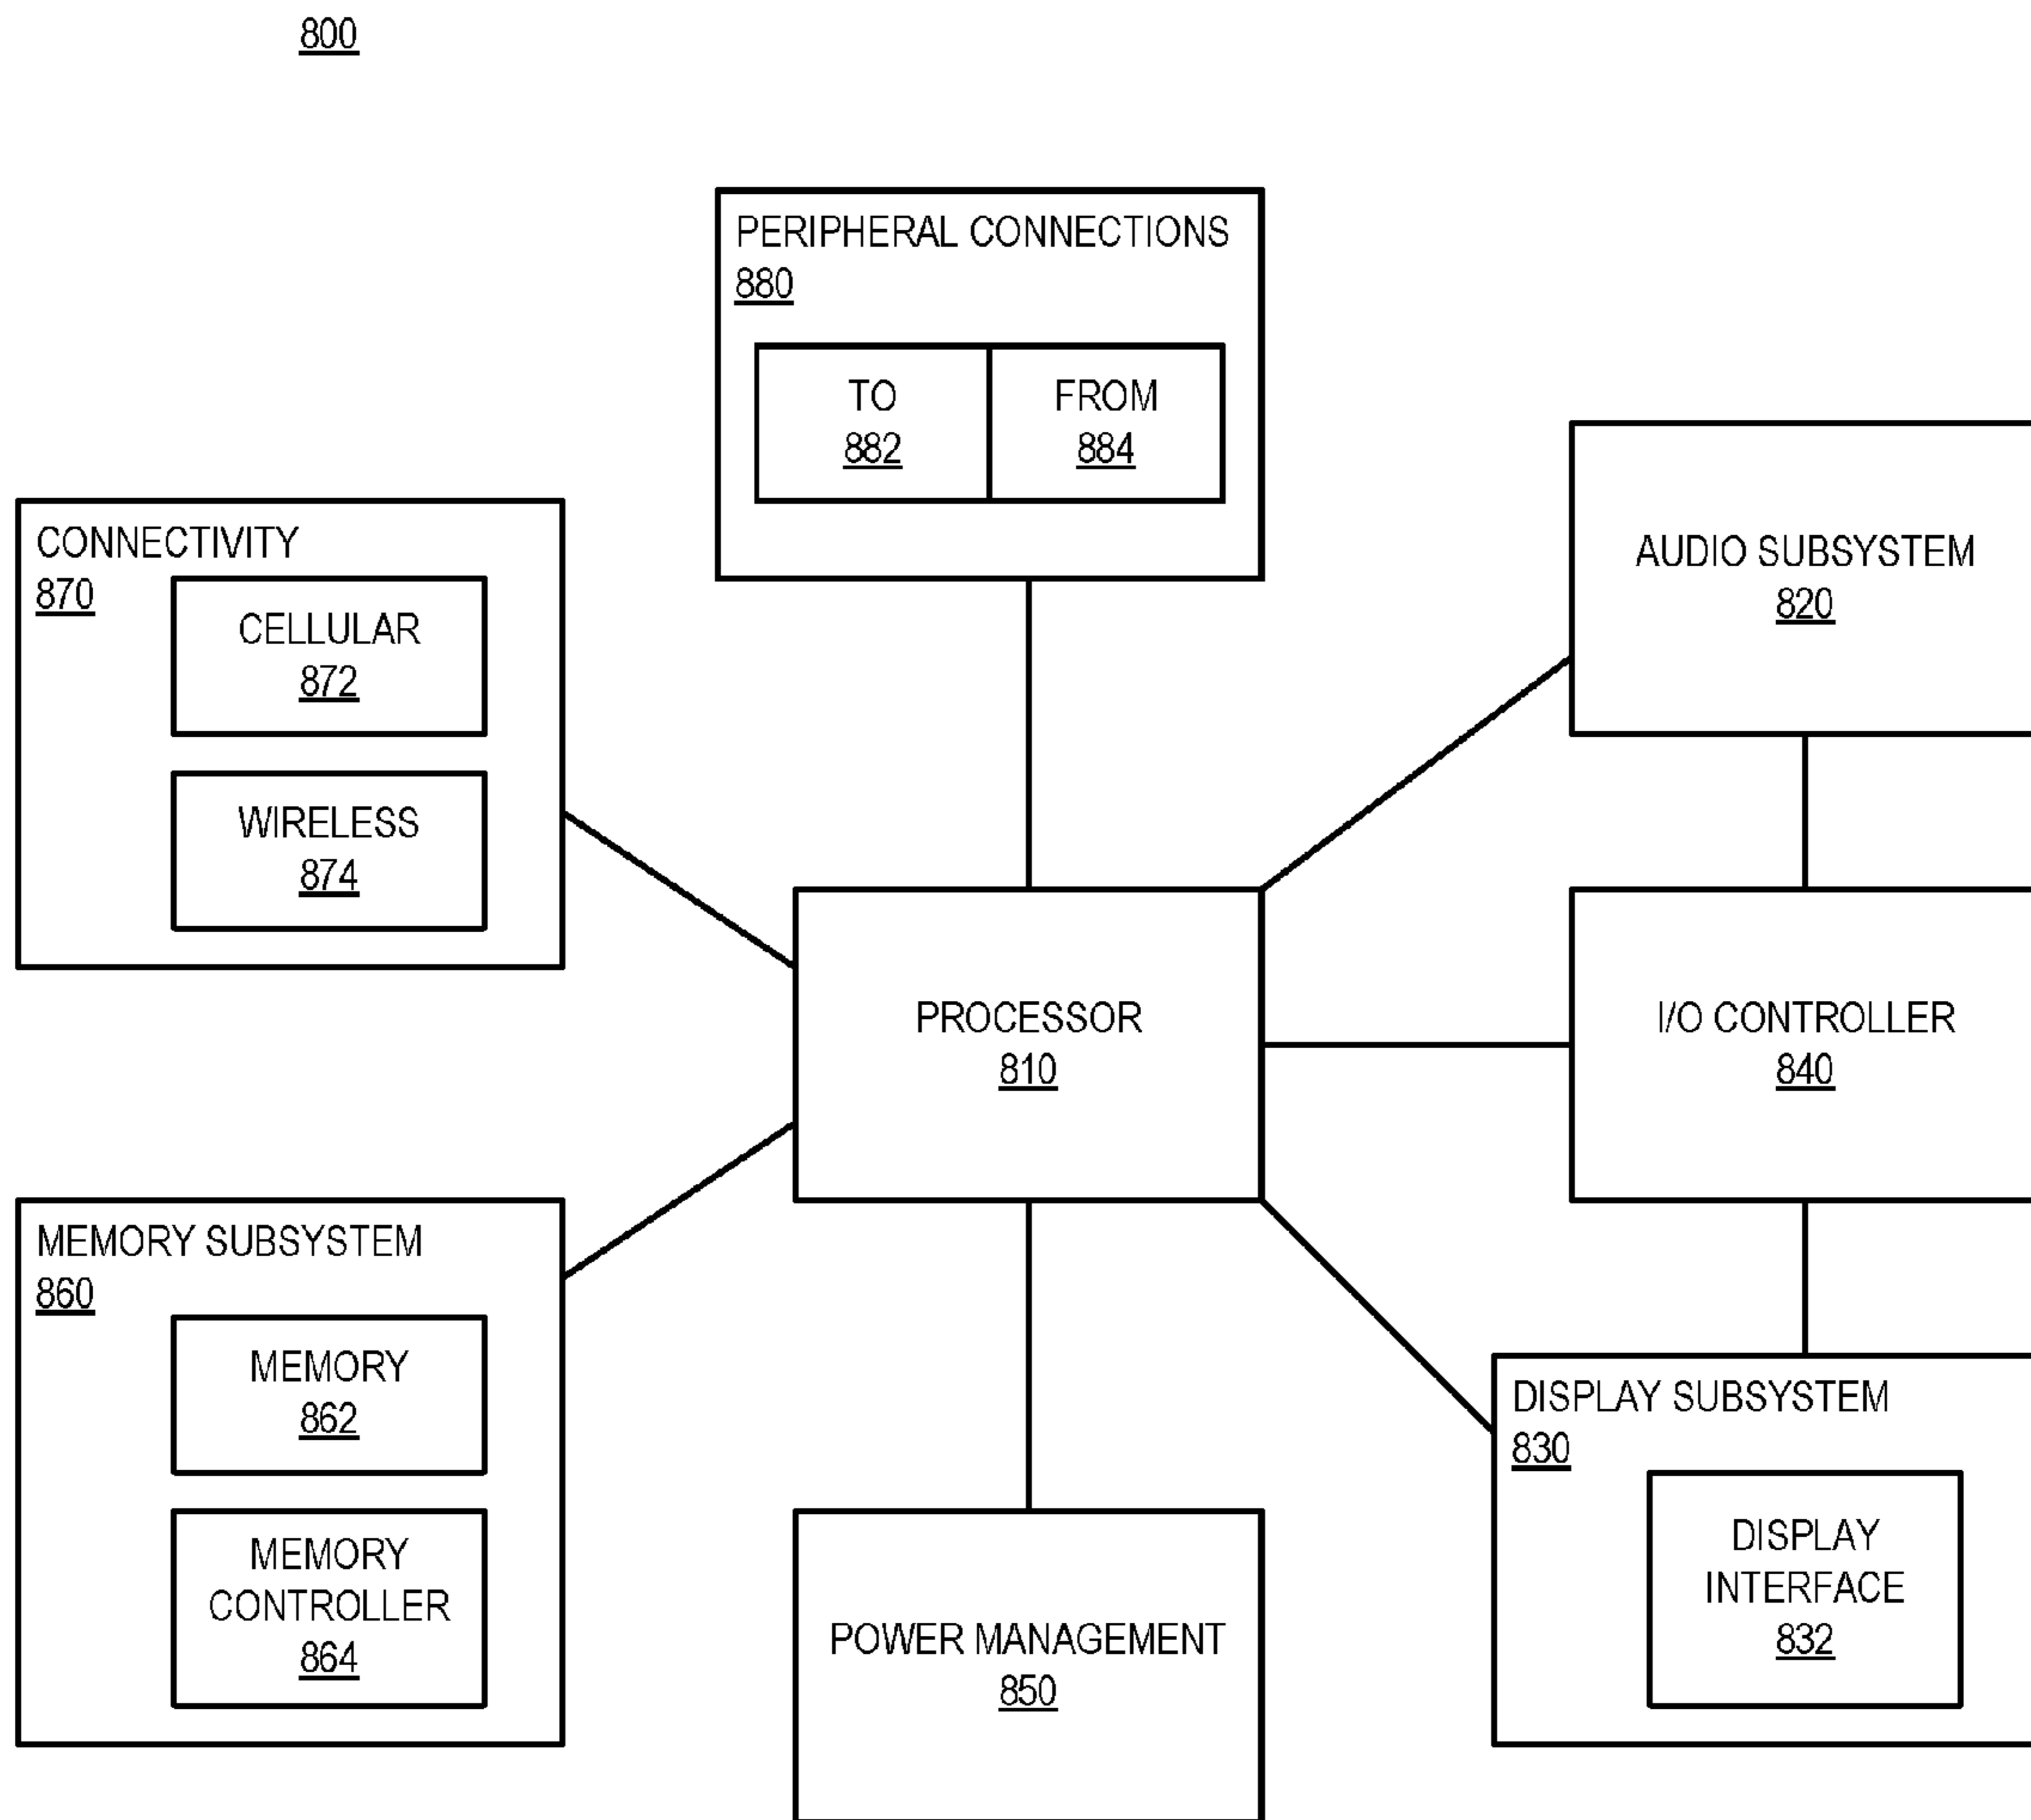 800
PERIPHERAL CONNECTIONS
880
TO
882
FROM
884
CONNECTIVITY
870
CELLULAR
872
WIRELESS
874
AUDIO SUBSYSTEM
820
PROCESSOR
810
I/O CONTROLLER
840
MEMORY SUBSYSTEM
860
MEMORY
862
MEMORY
CONTROLLER
864
POWER MANAGEMENT
850
DISPLAY SUBSYSTEM
830
DISPLAY
INTERFACE
832